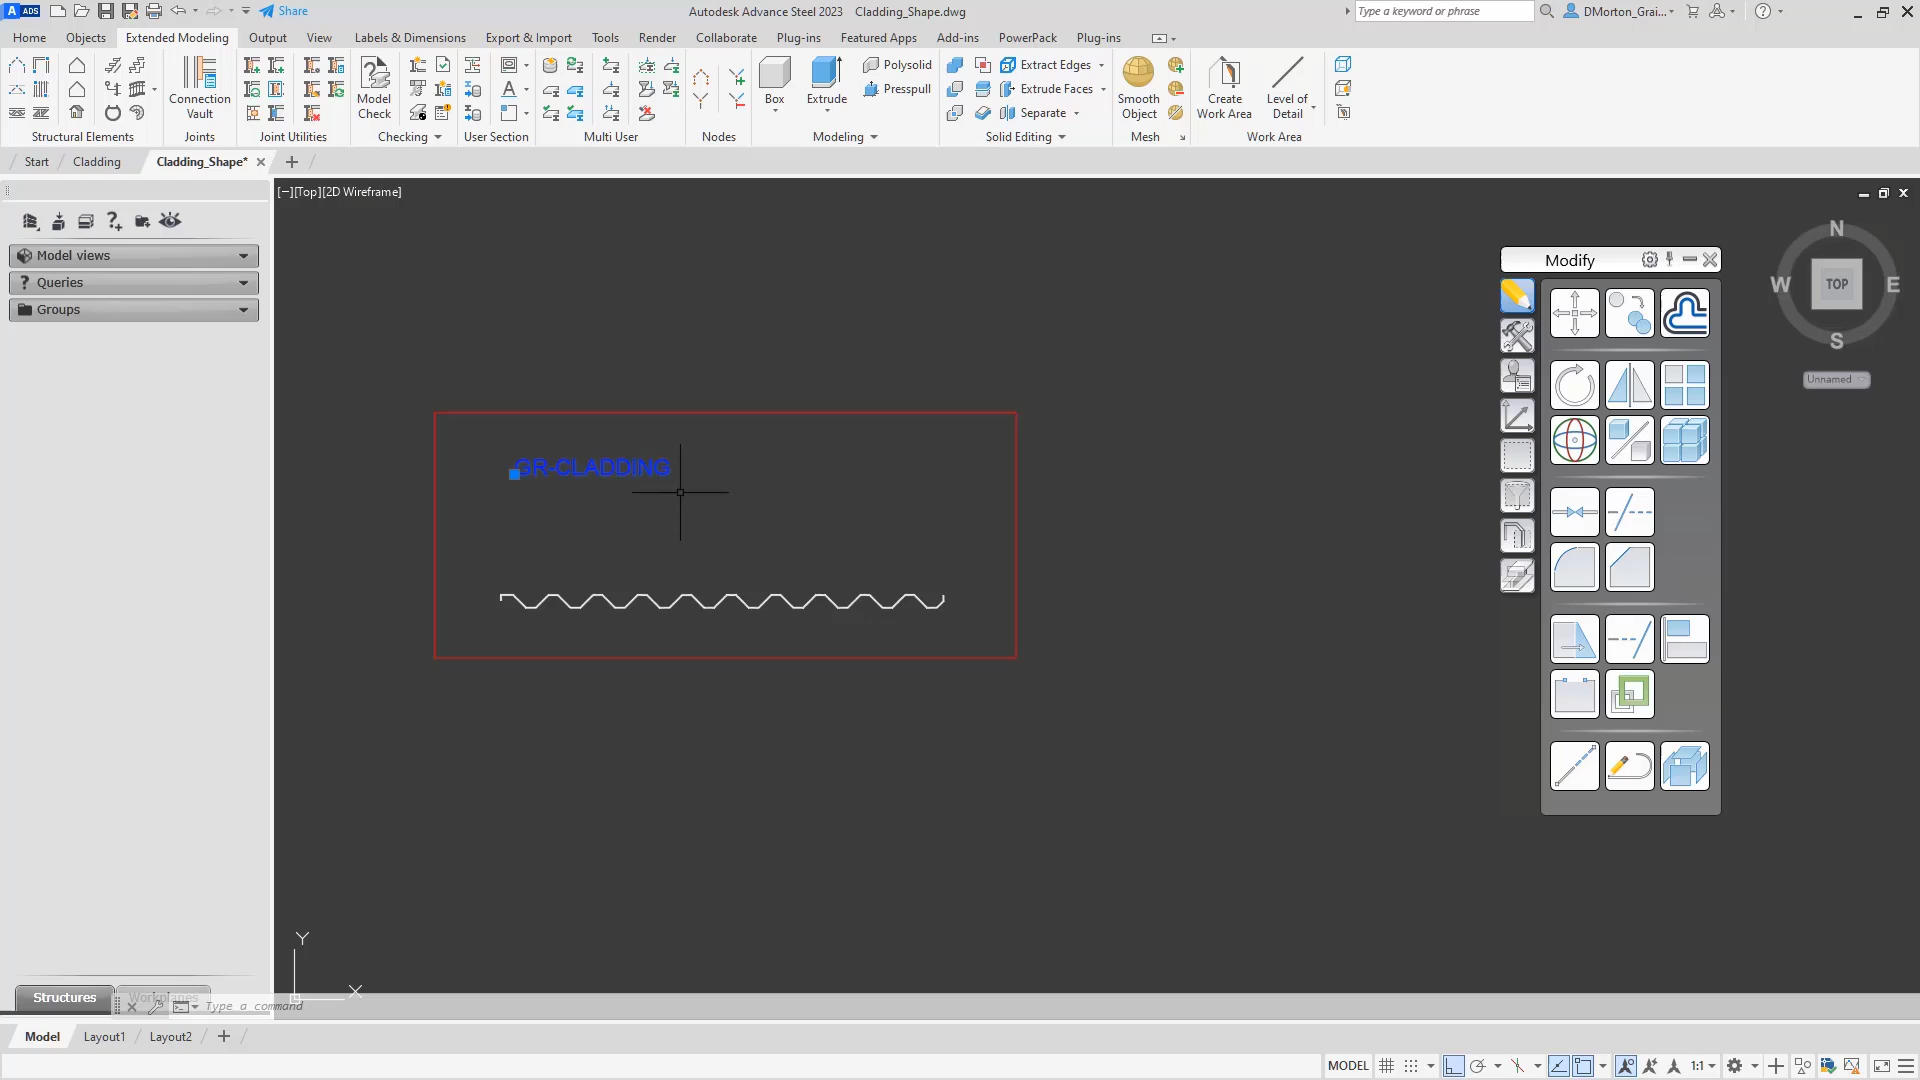 A ADS
Share
Autodesk Advance Steel 2023 Cladding_Shape.dwg
Type a keyword or phrase
DMorton_Grai...
Home Objects Extended Modeling Output View Labels & Dimensions Export & Import Tools Render Collaborate Plug-ins Featured Apps Add-ins PowerPack Plug-ins
Connection
Vault
Model
Check
Box
Extrude
Polysolid
Presspull
Extract Edges
Extrude Faces
Separate
Smooth
Object
Create
Work Area
Level of
Detail
Structural Elements Joints Joint Utilities Checking User Section Multi User Nodes Modeling Solid Editing Mesh Work Area
Start Cladding Cladding_Shape*
[−][Top][2D Wireframe]
Model views
Queries
Groups
Modify
N
W TOP E
S
Unnamed
GR-CLADDING
Y
X
Structures Workplanes
Type a command
Model Layout1 Layout2
MODEL 1:1